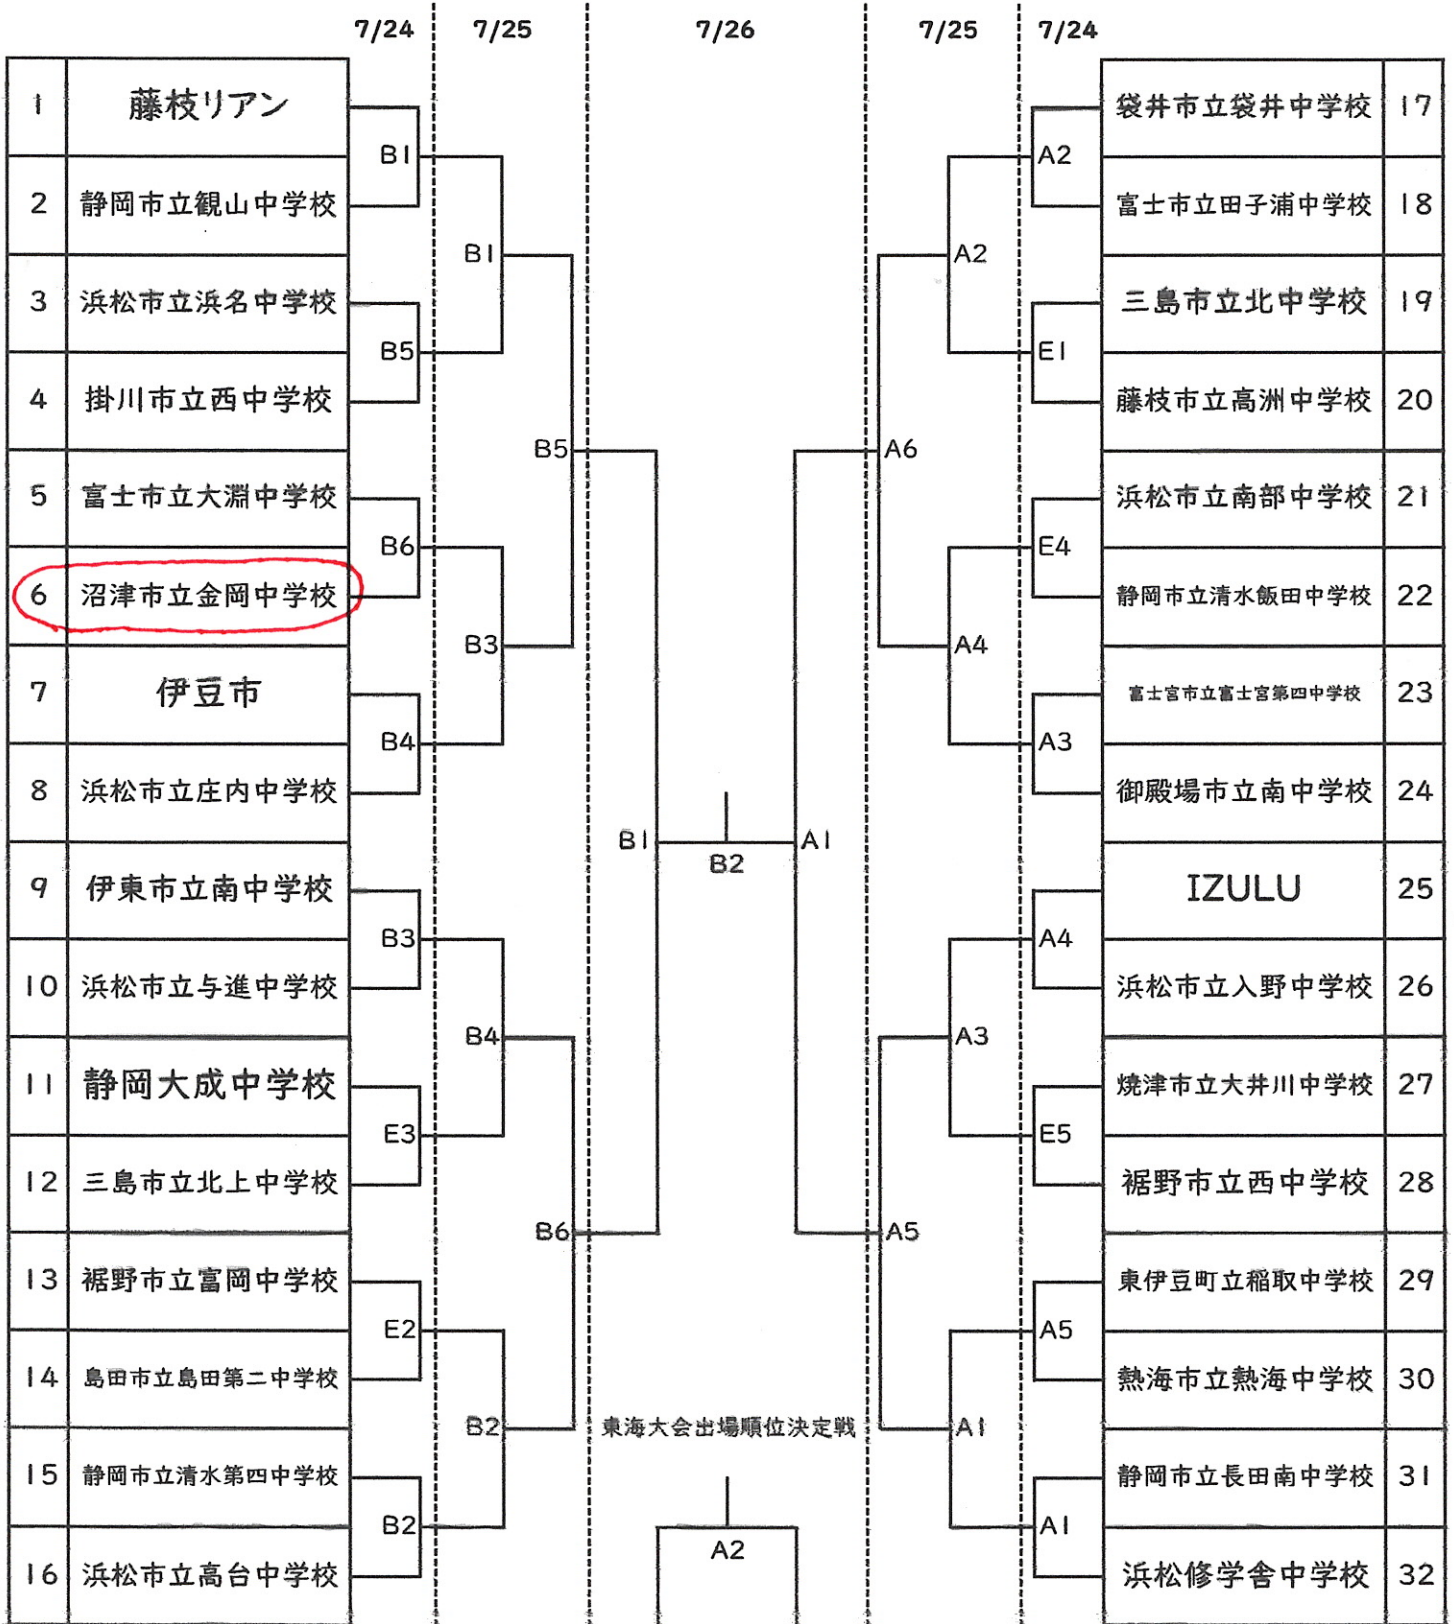 7/24 7/25 7/26 7/25 7/24
1 藤枝リアン
2 静岡市立観山中学校
3 浜松市立浜名中学校
4 掛川市立西中学校
5 富士市立大淵中学校
6 沼津市立金岡中学校
7 伊豆市
8 浜松市立庄内中学校
9 伊東市立南中学校
10 浜松市立与進中学校
11 静岡大成中学校
12 三島市立北上中学校
13 裾野市立富岡中学校
14 島田市立島田第二中学校
15 静岡市立清水第四中学校
16 浜松市立高台中学校
B1
B5
B6
B4
B3
E3
E2
B2
B1
B3
B4
B2
B5
B6
B1
B2
A1
東海大会出場順位決定戦
A2
A6
A5
A2
A4
A3
A1
A2
E1
E4
A3
A4
E5
A5
A1
袋井市立袋井中学校 17
富士市立田子浦中学校 18
三島市立北中学校 19
藤枝市立高洲中学校 20
浜松市立南部中学校 21
静岡市立清水飯田中学校 22
富士宮市立富士宮第四中学校 23
御殿場市立南中学校 24
IZULU 25
浜松市立入野中学校 26
焼津市立大井川中学校 27
裾野市立西中学校 28
東伊豆町立稲取中学校 29
熱海市立熱海中学校 30
静岡市立長田南中学校 31
浜松修学舎中学校 32